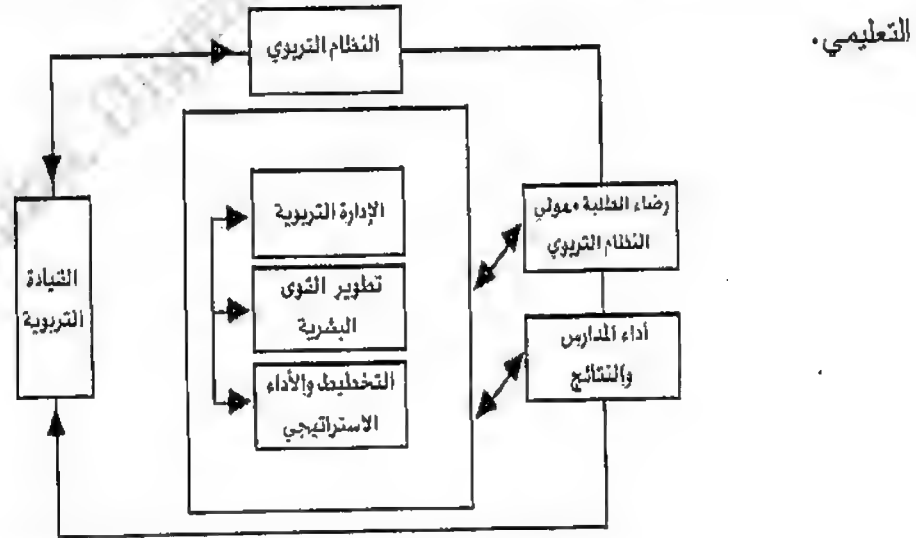 التعليمي.
النظام التربوي
الإدارة التربوية
تطوير القوى
البشرية
التخطيط والأداء
الاستراتيجي
رضاء الطلبة
النظام التربوي
أداء المدارس
والنتائج
القيادة
التربوية